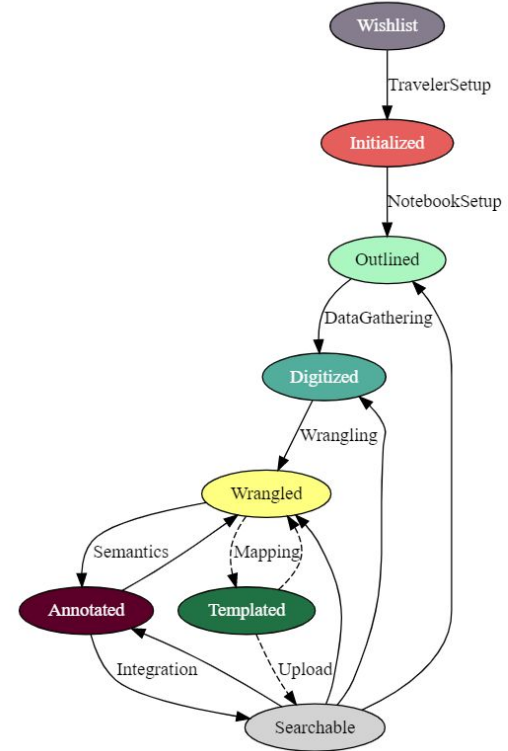 Wishlist
TravelerSetup
Initialized
NotebookSetup
Outlined
DataGathering
Digitized
Wrangling
Wrangled
Semantics
Mapping
Annotated
Templated
Integration
Upload
Searchable